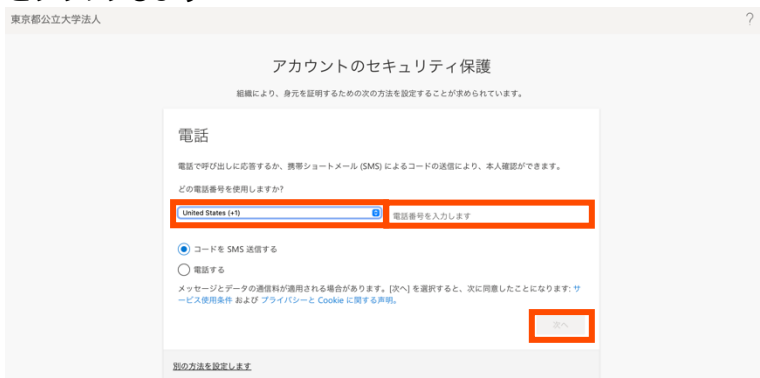 東京都公立大学法人
?
アカウントのセキュリティ保護
組織により、身元を証明するための次の方法を設定することが求められています。
電話
電話で呼び出しに応答するか、携帯ショートメール (SMS) によるコードの送信により、本人確認ができます。
どの電話番号を使用しますか?
United States (+1)
電話番号を入力します
コードを SMS 送信する
電話する
メッセージとデータの通信料が適用される場合があります。[次へ] を選択すると、次に同意したことになります: サ
ービス使用条件 および プライバシーと Cookie に関する声明。
次へ
別の方法を設定します